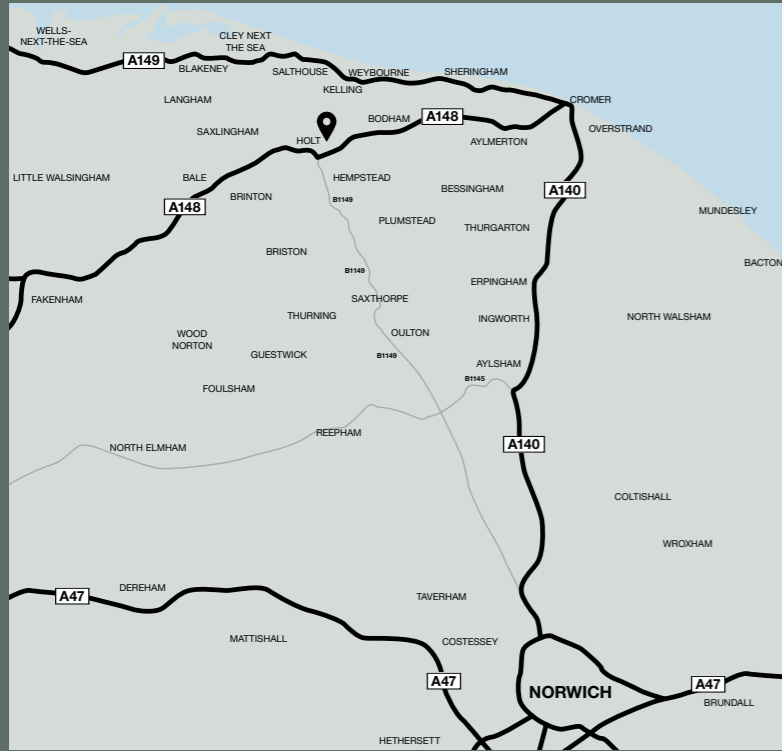 WELLS-
NEXT-THE-SEA
CLEY NEXT
THE SEA
A149
BLAKENEY
SALTHOUSE
WEYBOURNE
SHERINGHAM
KELLING
LANGHAM
CROMER
BODHAM
A148
SAXLINGHAM
HOLT
AYLMERTON
OVERSTRAND
LITTLE WALSINGHAM
BALE
HEMPSTEAD
BESSINGHAM
A140
BRINTON
B1149
A148
PLUMSTEAD
THURGARTON
MUNDESLEY
BRISTON
BACTON
B1149
ERPINGHAM
FAKENHAM
SAXTHORPE
THURNING
INGWORTH
NORTH WALSHAM
WOOD
NORTON
OULTON
GUESTWICK
B1149
AYLSHAM
B1145
FOULSHAM
REEPHAM
NORTH ELMHAM
A140
COLTISHALL
WROXHAM
DEREHAM
A47
TAVERHAM
MATTISHALL
COSTESSEY
A47
NORWICH
A47
BRUNDALL
HETHERSETT